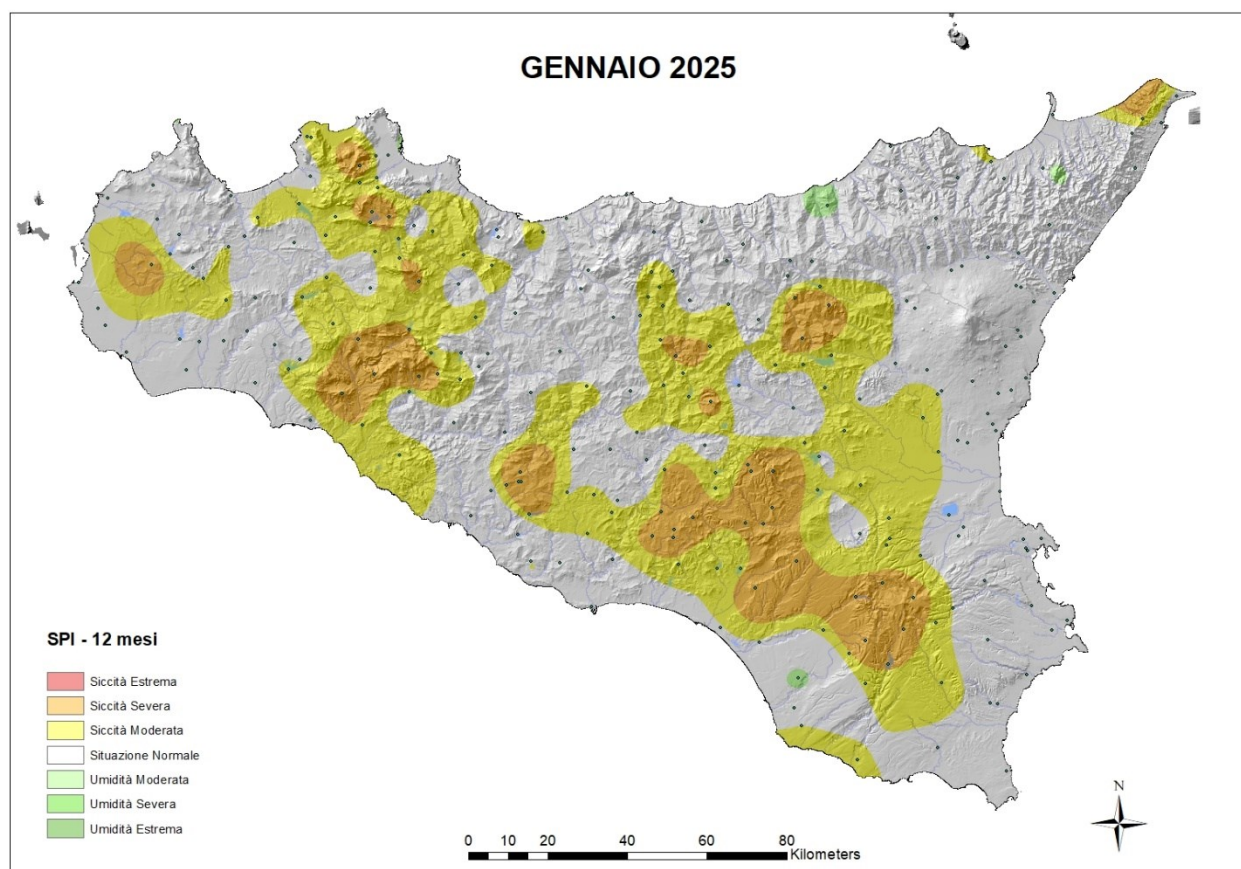 GENNAIO 2025
SPI - 12 mesi
Siccità Estrema
Siccità Severa
Siccità Moderata
Situazione Normale
Umidità Moderata
Umidità Severa
Umidità Estrema
0 10 20 40 60 80
Kilometers
N